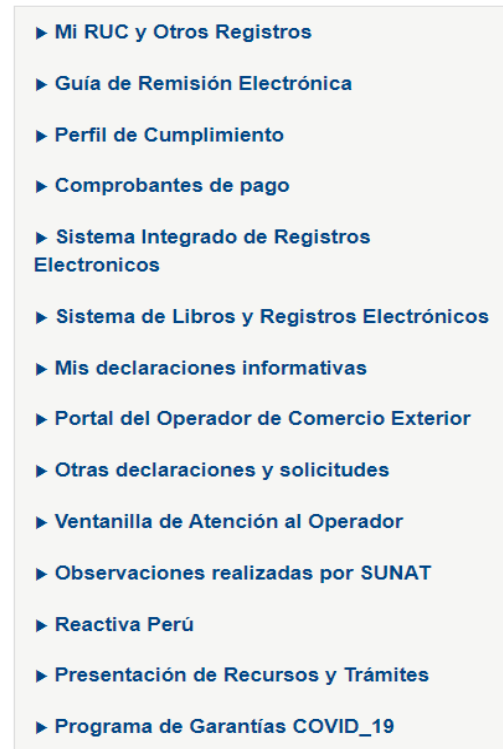 ▶ Mi RUC y Otros Registros
▶ Guía de Remisión Electrónica
▶ Perfil de Cumplimiento
▶ Comprobantes de pago
▶ Sistema Integrado de Registros
Electronicos
▶ Sistema de Libros y Registros Electrónicos
▶ Mis declaraciones informativas
▶ Portal del Operador de Comercio Exterior
▶ Otras declaraciones y solicitudes
▶ Ventanilla de Atención al Operador
▶ Observaciones realizadas por SUNAT
▶ Reactiva Perú
▶ Presentación de Recursos y Trámites
▶ Programa de Garantías COVID_19